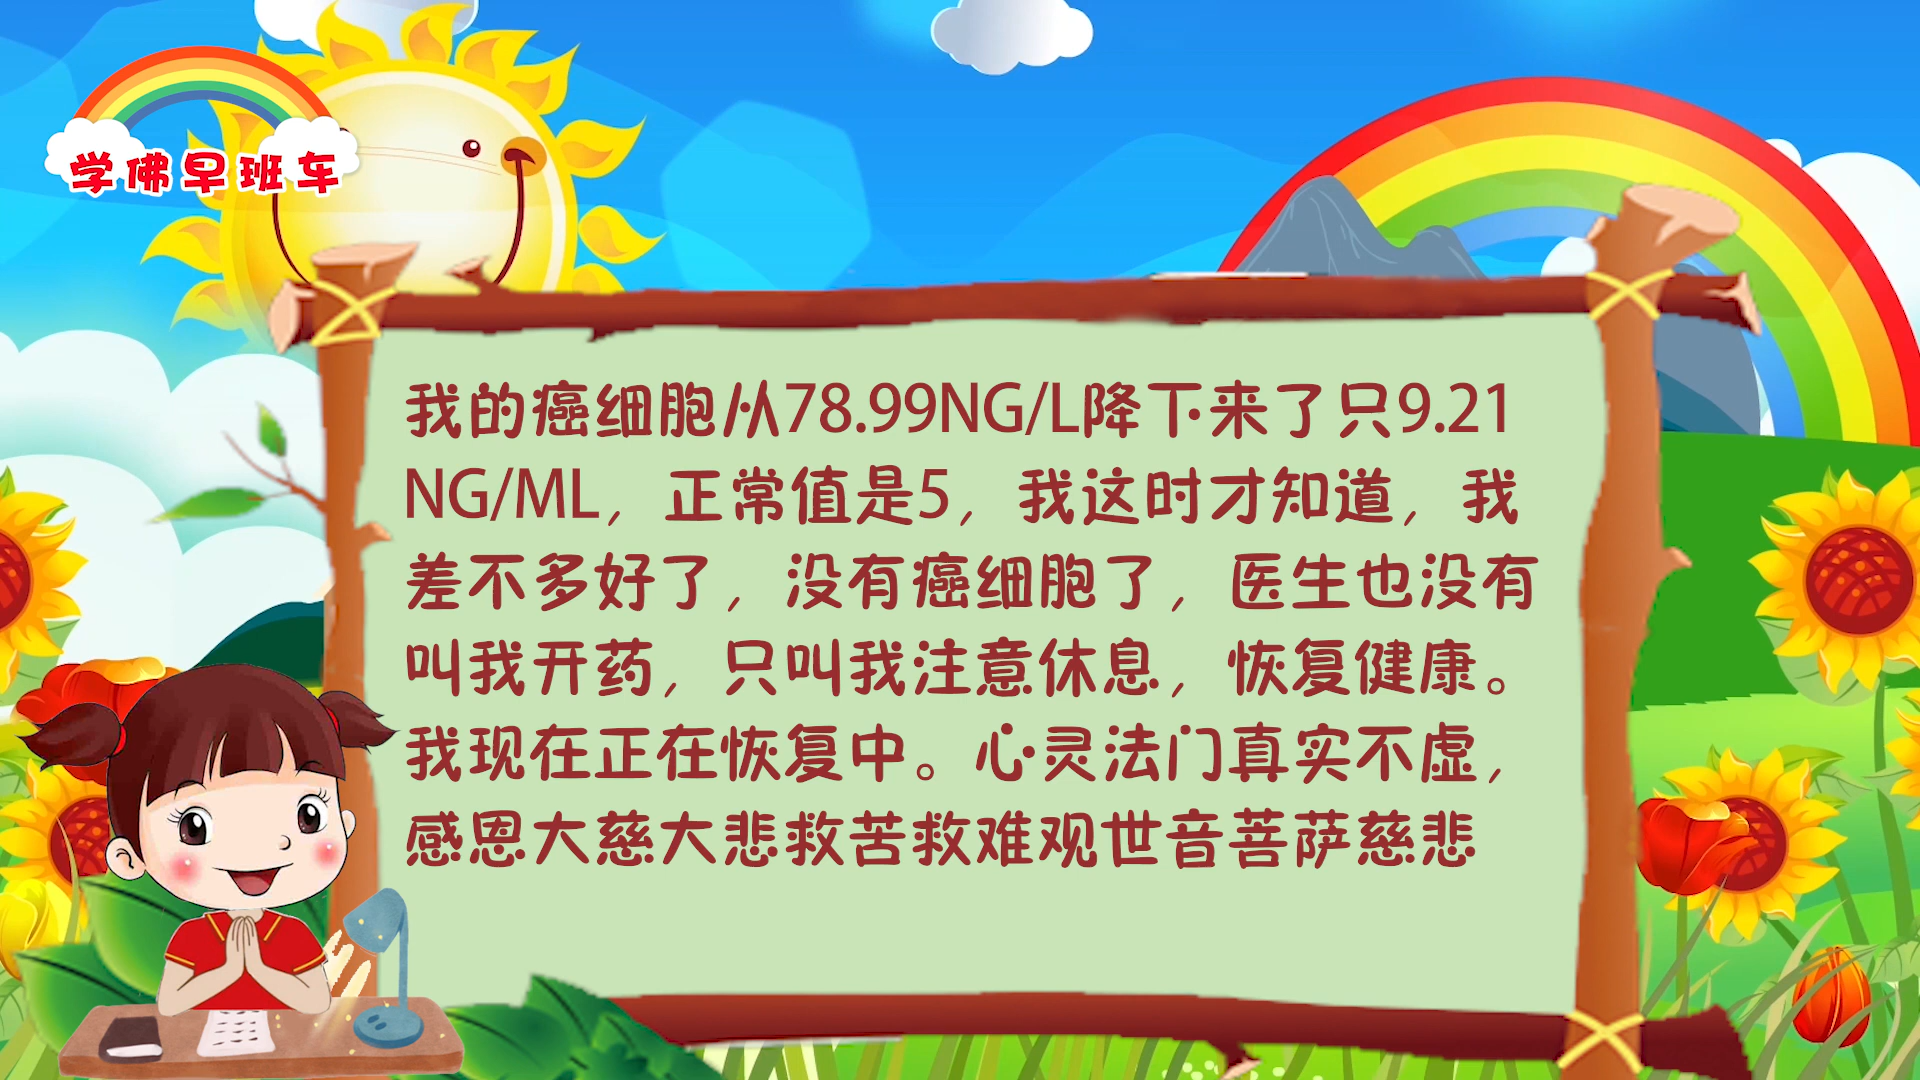 学佛早班车
我的癌细胞从78.99NG/L降下来了只9.21
NG/ML，正常值是5，我这时才知道，我
差不多好了，没有癌细胞了，医生也没有
叫我开药，只叫我注意休息，恢复健康。
我现在正在恢复中。心灵法门真实不虚，
感恩大慈大悲救苦救难观世音菩萨慈悲